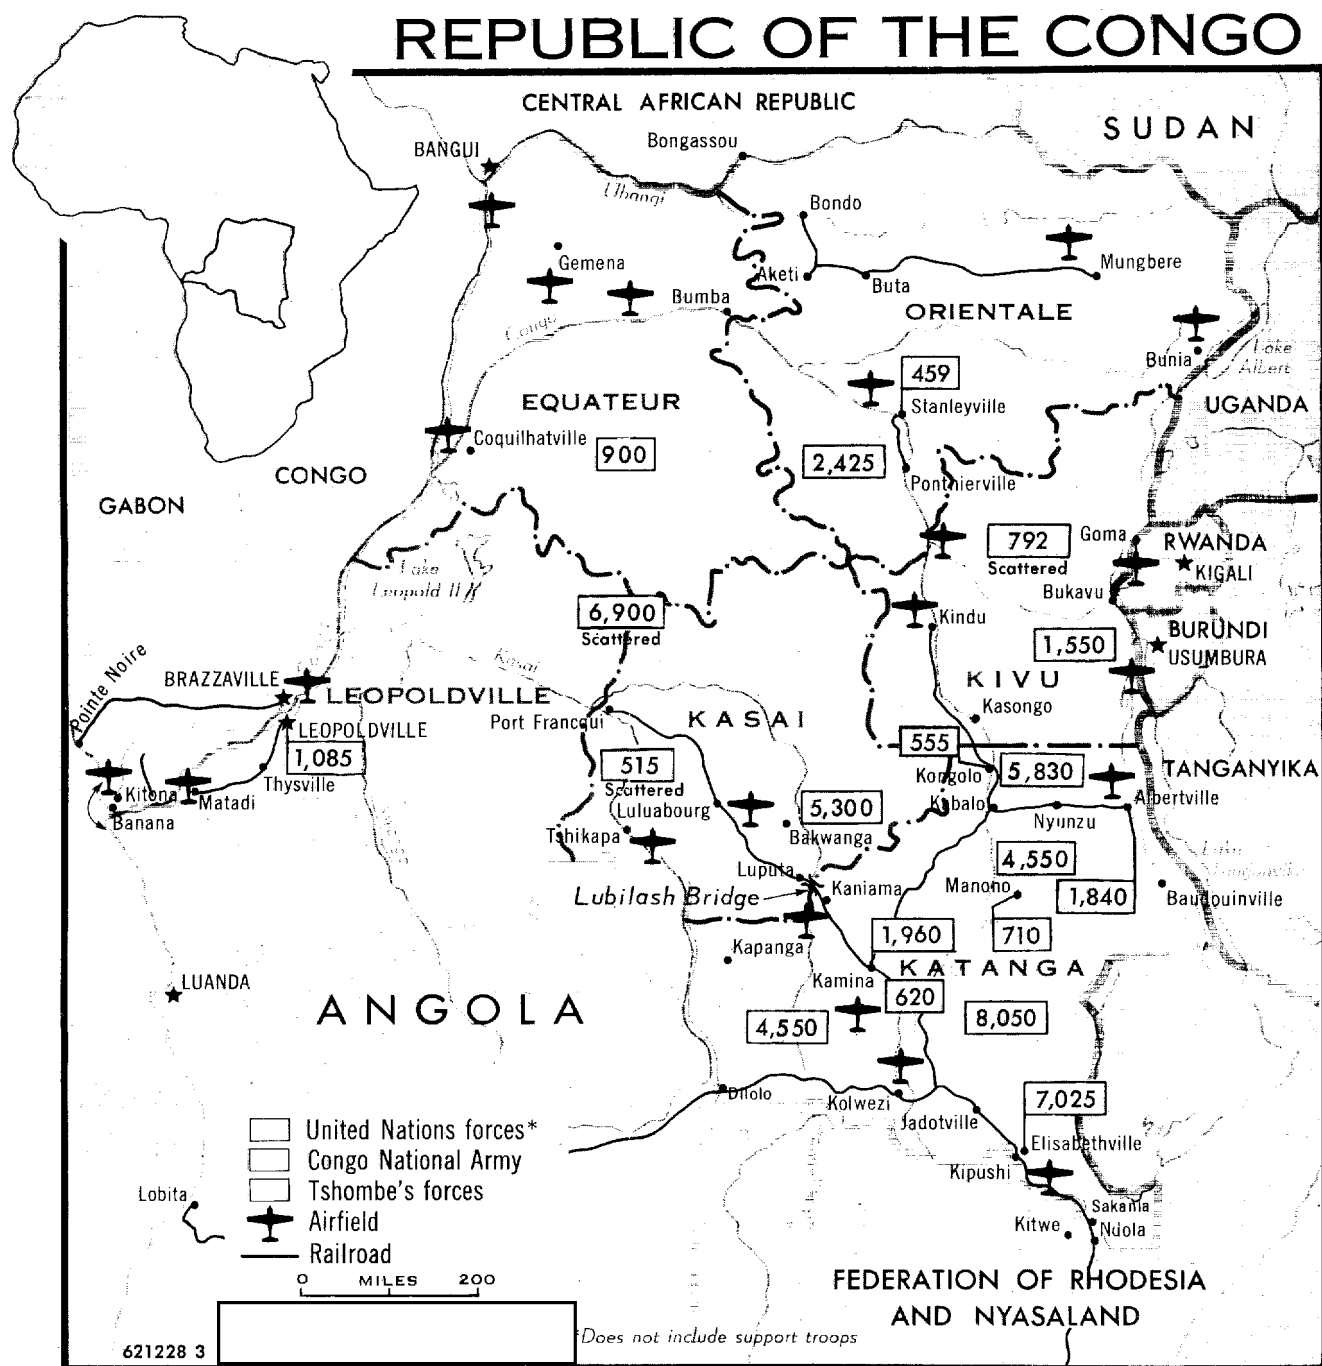 REPUBLIC OF THE CONGO
CENTRAL AFRICAN REPUBLIC
SUDAN
Bongassou
BANGUI
Ubangi
Bondo
Gemena
Aketi
Buta
Mungbere
Bumba
ORIENTALE
Congo
Bunia
Lake
Albert
459
EQUATEUR
Stanleyville
UGANDA
Coquilhatville
900
2,425
CONGO
Ponthierville
GABON
792
Scattered
Goma
RWANDA
KIGALI
Lake
Leopold II
Bukavu
6,900
Scattered
Kindu
1,550
BURUNDI
USUMBURA
Pointe Noire
Kasai
BRAZZAVILLE
LEOPOLDVILLE
KIVU
Kasongo
Port Francqui
KASAI
LEOPOLDVILLE
1,085
515
Scattered
555
Kongolo
5,830
TANGANYIKA
Thysville
Kitona
Matadi
Banana
Luluabourg
5,300
Kabalo
Nyunzu
Albertville
Tshikapa
Bakwanga
4,550
Lake
Tanganyika
Luputa
Kaniama
Manono
1,840
Baudouinville
Lubilash Bridge
1,960
710
Kapanga
KATANGA
Kamina
LUANDA
620
ANGOLA
4,550
8,050
Dilolo
Kolwezi
7,025
Jadotville
United Nations forces*
Elisabethville
Congo National Army
Kipushi
Tshombe's forces
Lobita
Airfield
Sakania
Kitwe
Ndola
Railroad
0 MILES 200
FEDERATION OF RHODESIA
AND NYASALAND
*Does not include support troops
621228 3